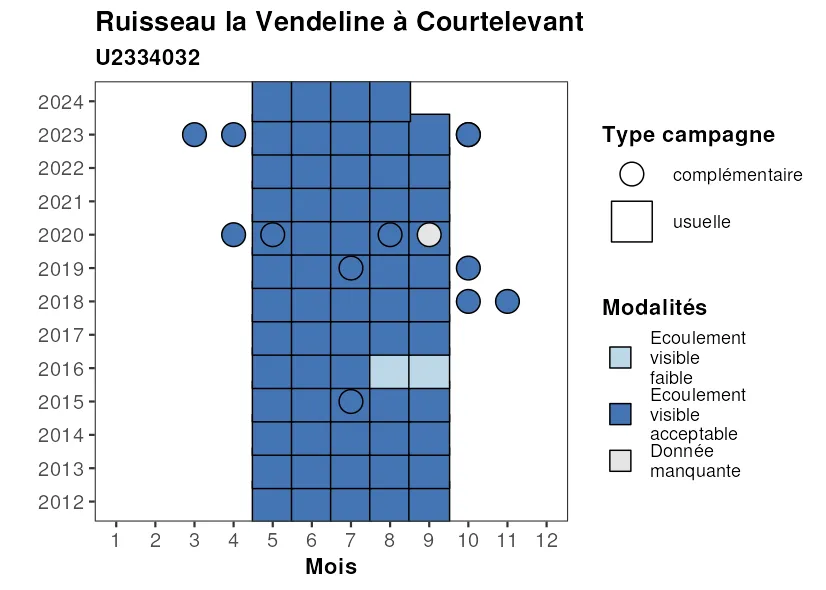 Ruisseau la Vendeline à Courtelevant
U2334032
2024
2023
2022
2021
2020
2019
2018
2017
2016
2015
2014
2013
2012
1 2 3 4 5 6 7 8 9 10 11 12
Mois
Type campagne
complémentaire
usuelle
Modalités
Ecoulement
visible
faible
Ecoulement
visible
acceptable
Donnée
manquante